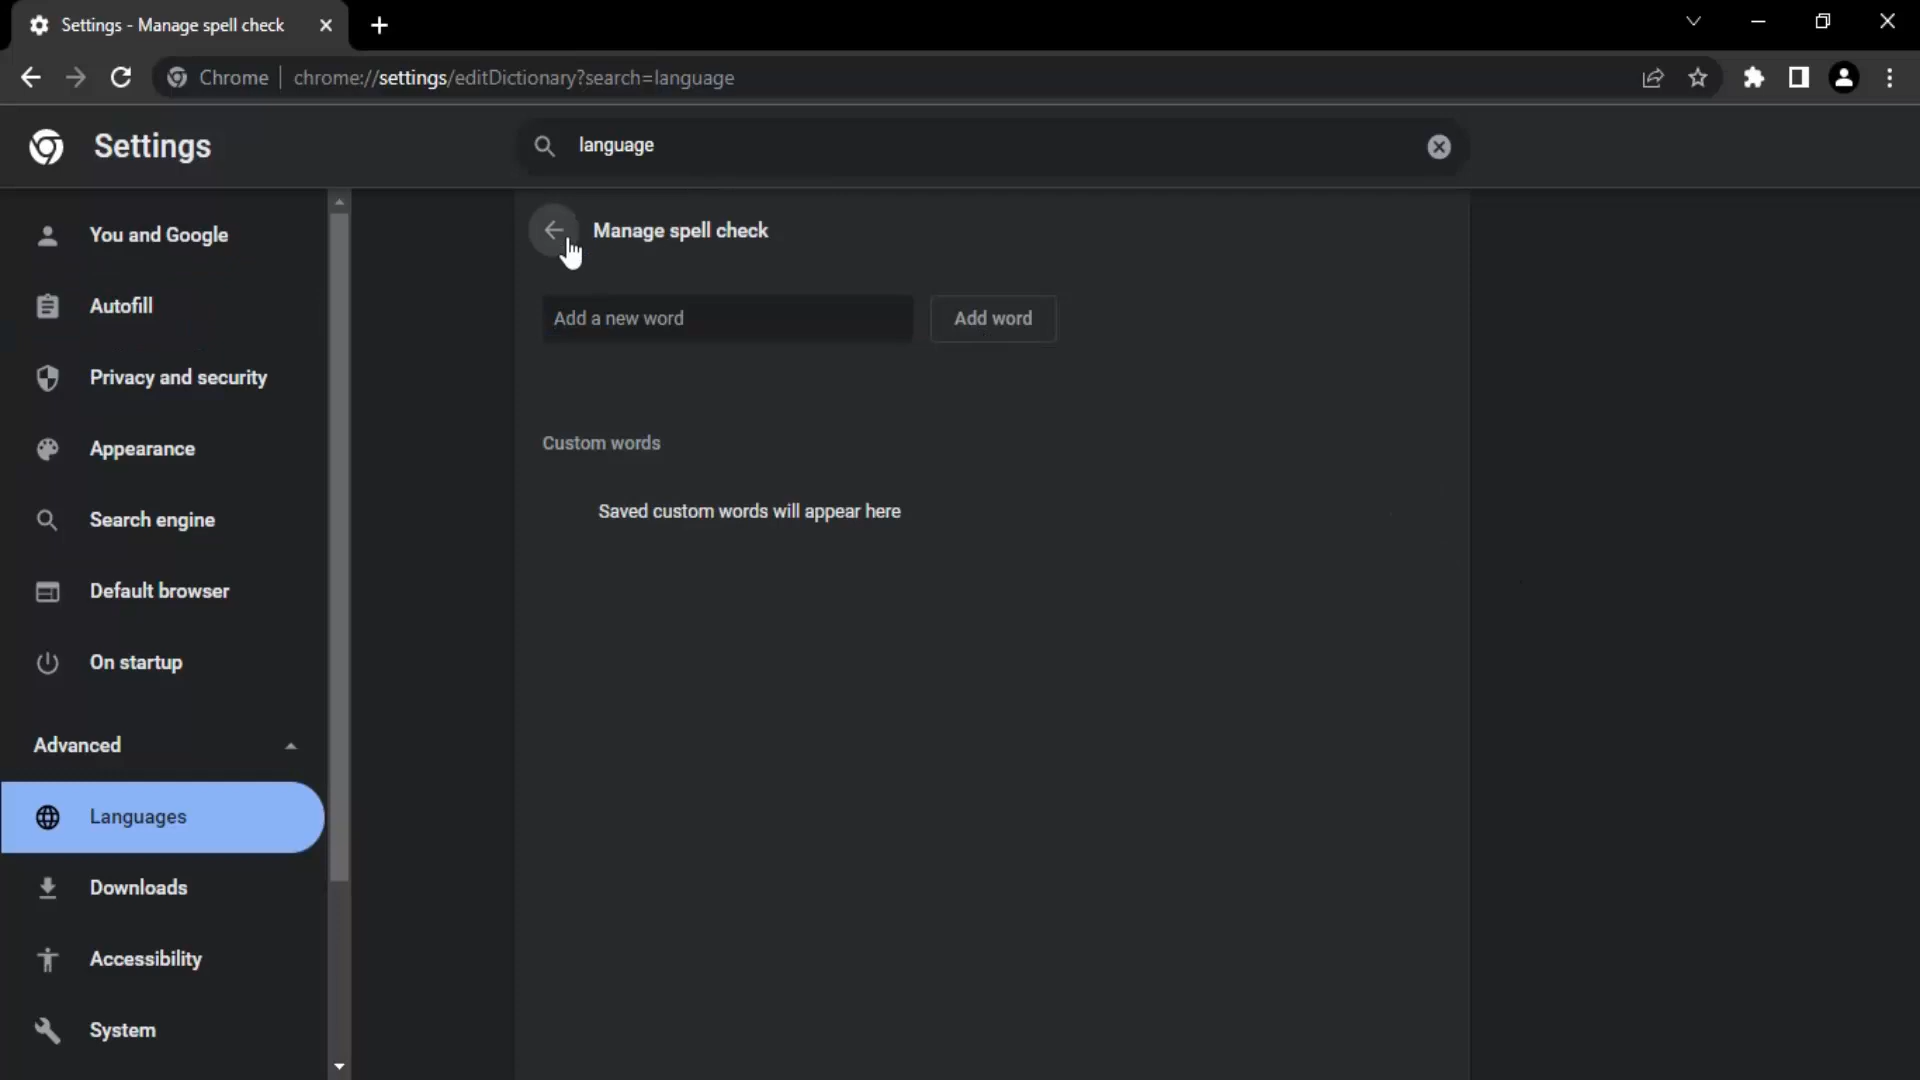 Settings - Manage spell check
Chrome chrome://settings/editDictionary?search=language
Settings
language
You and Google
Autofill
Privacy and security
Appearance
Search engine
Default browser
On startup
Advanced
Languages
Downloads
Accessibility
System
Manage spell check
Add a new word
Add word
Custom words
Saved custom words will appear here